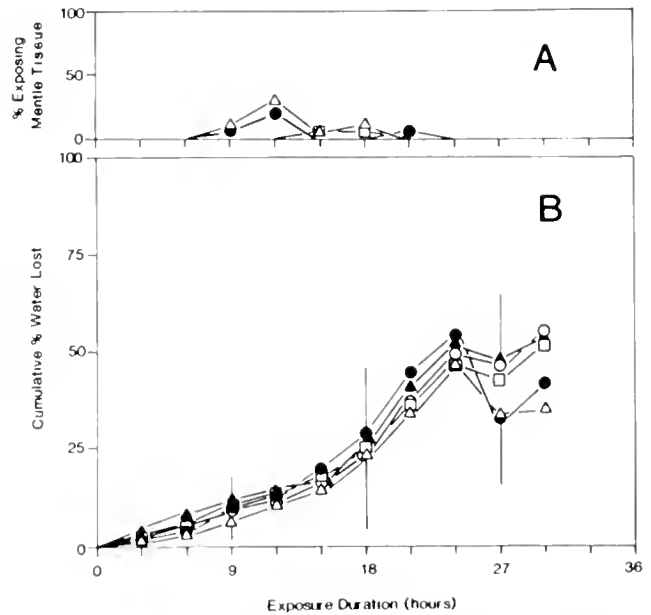 100
50
0
% Exposing
Mentle Tissue
A
100
75
50
25
0
Cumulative % Water Lost
B
0 9 18 27 36
Exposure Duration (hours)